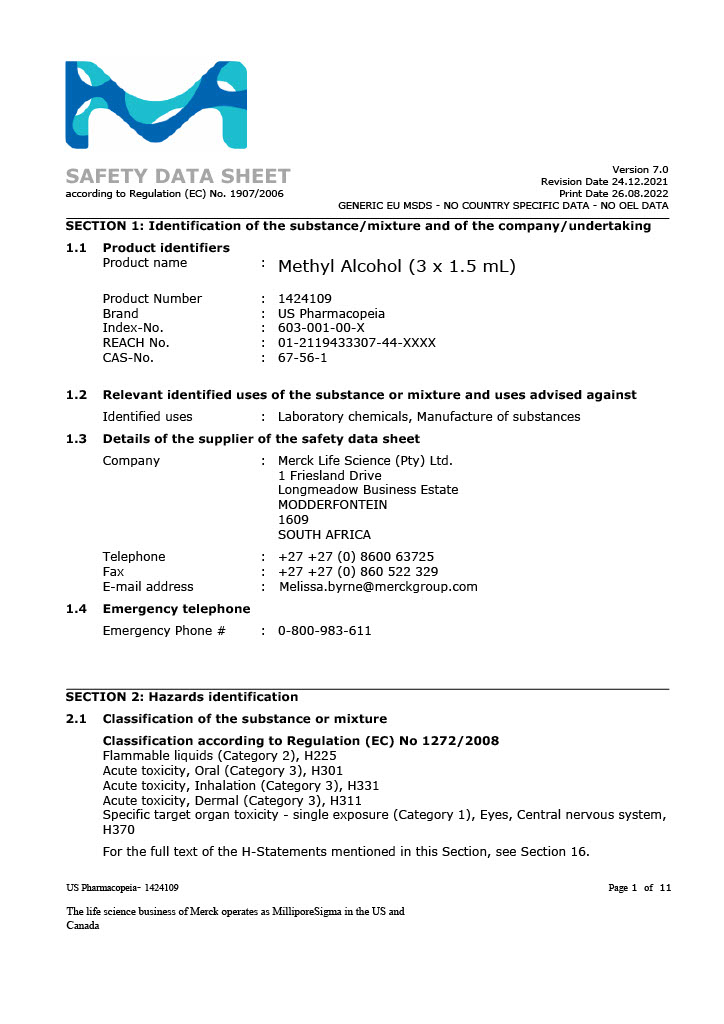 SAFETY DATA SHEET
according to Regulation (EC) No. 1907/2006
Version 7.0
Revision Date 24.12.2021
Print Date 26.08.2022
GENERIC EU MSDS - NO COUNTRY SPECIFIC DATA - NO OEL DATA
SECTION 1: Identification of the substance/mixture and of the company/undertaking
1.1 Product identifiers
Product name : Methyl Alcohol (3 x 1.5 mL)
Product Number : 1424109
Brand : US Pharmacopeia
Index-No. : 603-001-00-X
REACH No. : 01-2119433307-44-XXXX
CAS-No. : 67-56-1
1.2 Relevant identified uses of the substance or mixture and uses advised against
Identified uses : Laboratory chemicals, Manufacture of substances
1.3 Details of the supplier of the safety data sheet
Company : Merck Life Science (Pty) Ltd.
1 Friesland Drive
Longmeadow Business Estate
MODDERFONTEIN
1609
SOUTH AFRICA
Telephone : +27 +27 (0) 8600 63725
Fax : +27 +27 (0) 860 522 329
E-mail address : Melissa.byrne@merckgroup.com
1.4 Emergency telephone
Emergency Phone # : 0-800-983-611
SECTION 2: Hazards identification
2.1 Classification of the substance or mixture
Classification according to Regulation (EC) No 1272/2008
Flammable liquids (Category 2), H225
Acute toxicity, Oral (Category 3), H301
Acute toxicity, Inhalation (Category 3), H331
Acute toxicity, Dermal (Category 3), H311
Specific target organ toxicity - single exposure (Category 1), Eyes, Central nervous system,
H370
For the full text of the H-Statements mentioned in this Section, see Section 16.
US Pharmacopeia- 1424109
Page 1 of 11
The life science business of Merck operates as MilliporeSigma in the US and
Canada